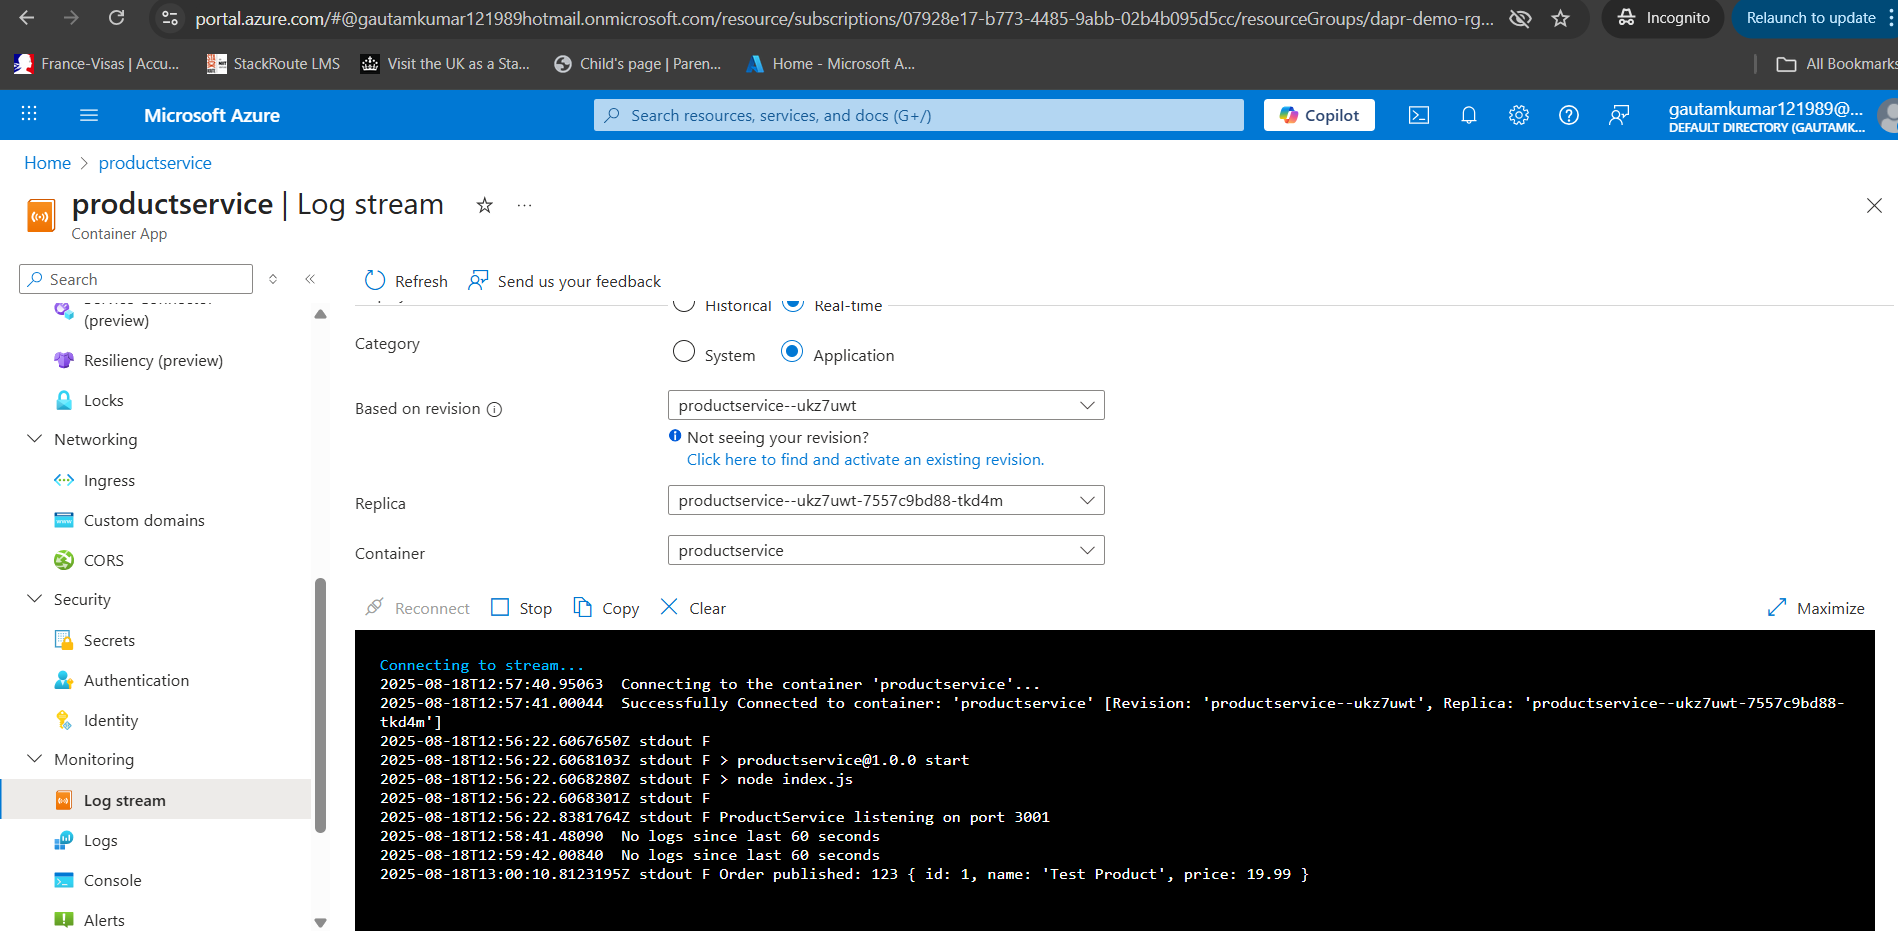 portal.azure.com/#@gautamkumar121989hotmail.onmicrosoft.com/resource/subscriptions/07928e17-b773-4485-9abb-02b4b095d5cc/resourceGroups/dapr-demo-rg...
Incognito
Relaunch to update
France-Visas | Accu...
StackRoute LMS
Visit the UK as a Sta...
Child's page | Paren...
Home - Microsoft A...
All Bookmarks
Microsoft Azure
Search resources, services, and docs (G+/)
Copilot
gautamkumar121989@...
DEFAULT DIRECTORY (GAUTAMK...
Home > productservice
productservice | Log stream
Container App
Search
Refresh
Send us your feedback
(preview)
Resiliency (preview)
Locks
Networking
Ingress
Custom domains
CORS
Security
Secrets
Authentication
Identity
Monitoring
Log stream
Logs
Console
Alerts
Historical
Real-time
Category
System
Application
Based on revision
productservice--ukz7uwt
Not seeing your revision?
Click here to find and activate an existing revision.
Replica
productservice--ukz7uwt-7557c9bd88-tkd4m
Container
productservice
Reconnect
Stop
Copy
Clear
Maximize
Connecting to stream...
2025-08-18T12:57:40.95063  Connecting to the container 'productservice'...
2025-08-18T12:57:41.00044  Successfully Connected to container: 'productservice' [Revision: 'productservice--ukz7uwt', Replica: 'productservice--ukz7uwt-7557c9bd88-
tkd4m']
2025-08-18T12:56:22.6067650Z stdout F
2025-08-18T12:56:22.6068103Z stdout F > productservice@1.0.0 start
2025-08-18T12:56:22.6068280Z stdout F > node index.js
2025-08-18T12:56:22.6068301Z stdout F
2025-08-18T12:56:22.8381764Z stdout F ProductService listening on port 3001
2025-08-18T12:58:41.48090  No logs since last 60 seconds
2025-08-18T12:59:42.00840  No logs since last 60 seconds
2025-08-18T13:00:10.8123195Z stdout F Order published: 123 { id: 1, name: 'Test Product', price: 19.99 }